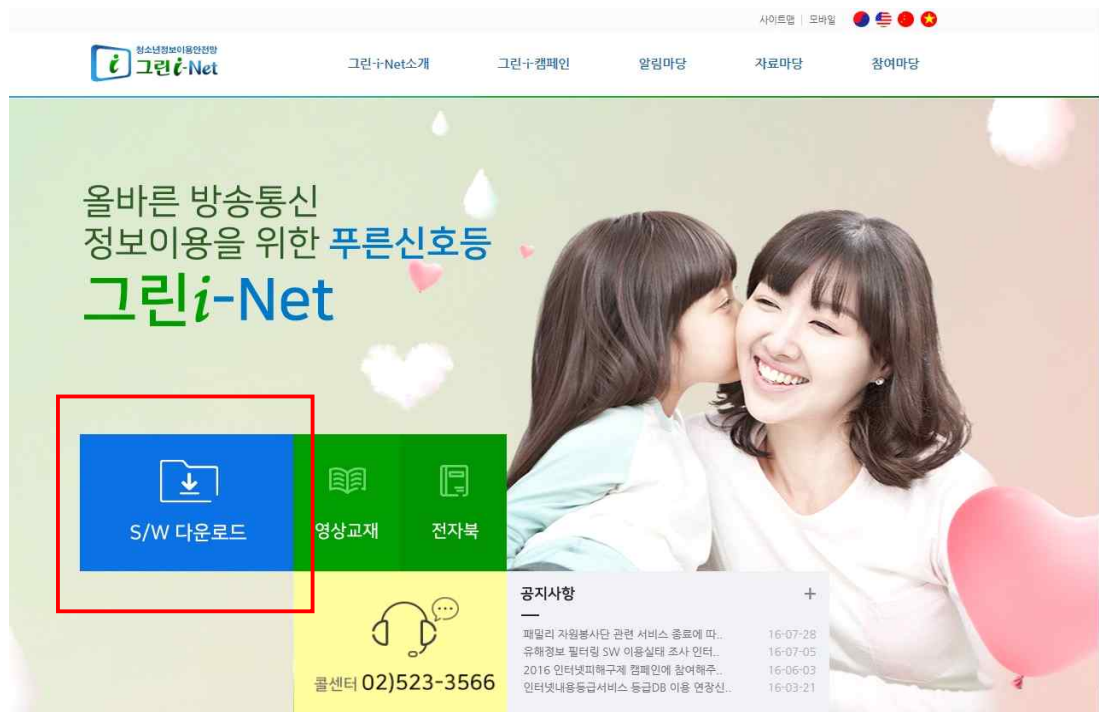 사이트맵 | 모바일
청소년정보이용안전망
그린 i-Net
그린-i-Net소개 그린-i-캠페인 알림마당 자료마당 참여마당
올바른 방송통신
정보이용을 위한 푸른신호등
그린i-Net
S/W 다운로드
영상교재
전자북
콜센터 02)523-3566
공지사항 +
패밀리 자원봉사단 관련 서비스 종료에 따.. 16-07-28
유해정보 필터링 SW 이용실태 조사 인터.. 16-07-05
2016 인터넷피해구제 캠페인에 참여해주.. 16-06-03
인터넷내용등급서비스 등급DB 이용 연장신.. 16-03-21